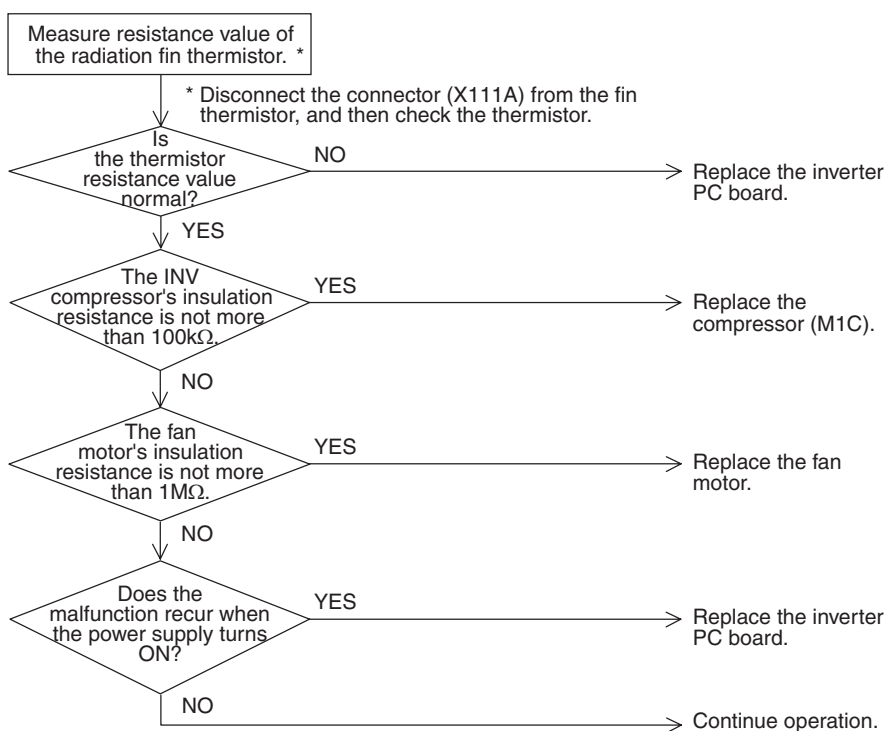 Measure resistance value of
the radiation fin thermistor. *
* Disconnect the connector (X111A) from the fin
thermistor, and then check the thermistor.
Is
the thermistor
resistance value
normal?
NO
Replace the inverter
PC board.
YES
The INV
compressor's insulation
resistance is not more
than 100kΩ.
YES
Replace the
compressor (M1C).
NO
The fan
motor's insulation
resistance is not more
than 1MΩ.
YES
Replace the fan
motor.
NO
Does the
malfunction recur when
the power supply turns
ON?
YES
Replace the inverter
PC board.
NO
Continue operation.